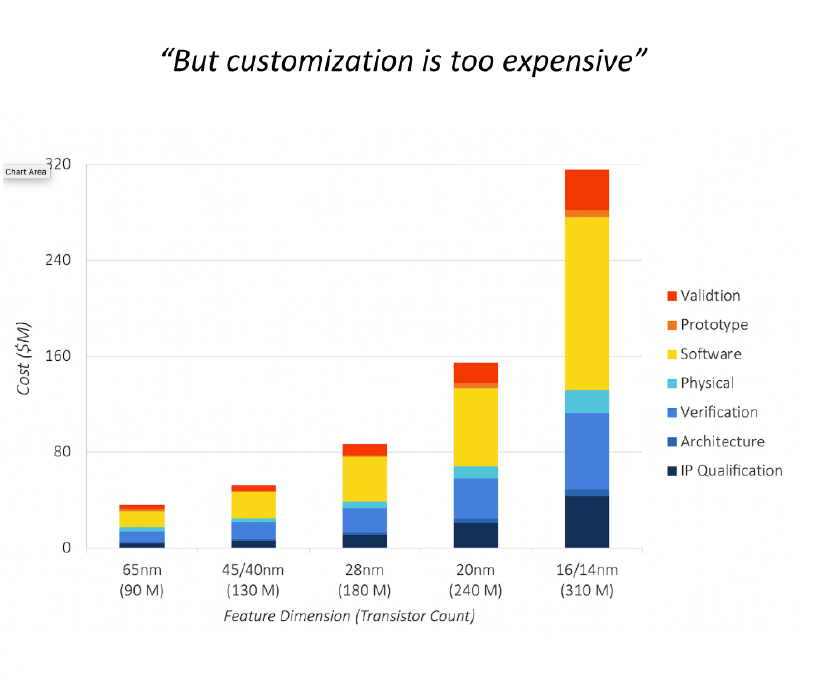 “But customization is too expensive”
Chart Area
320
240
160
80
0
Cost ($M)
65nm
(90 M)
45/40nm
(130 M)
28nm
(180 M)
20nm
(240 M)
16/14nm
(310 M)
Feature Dimension (Transistor Count)
Validtion
Prototype
Software
Physical
Verification
Architecture
IP Qualification